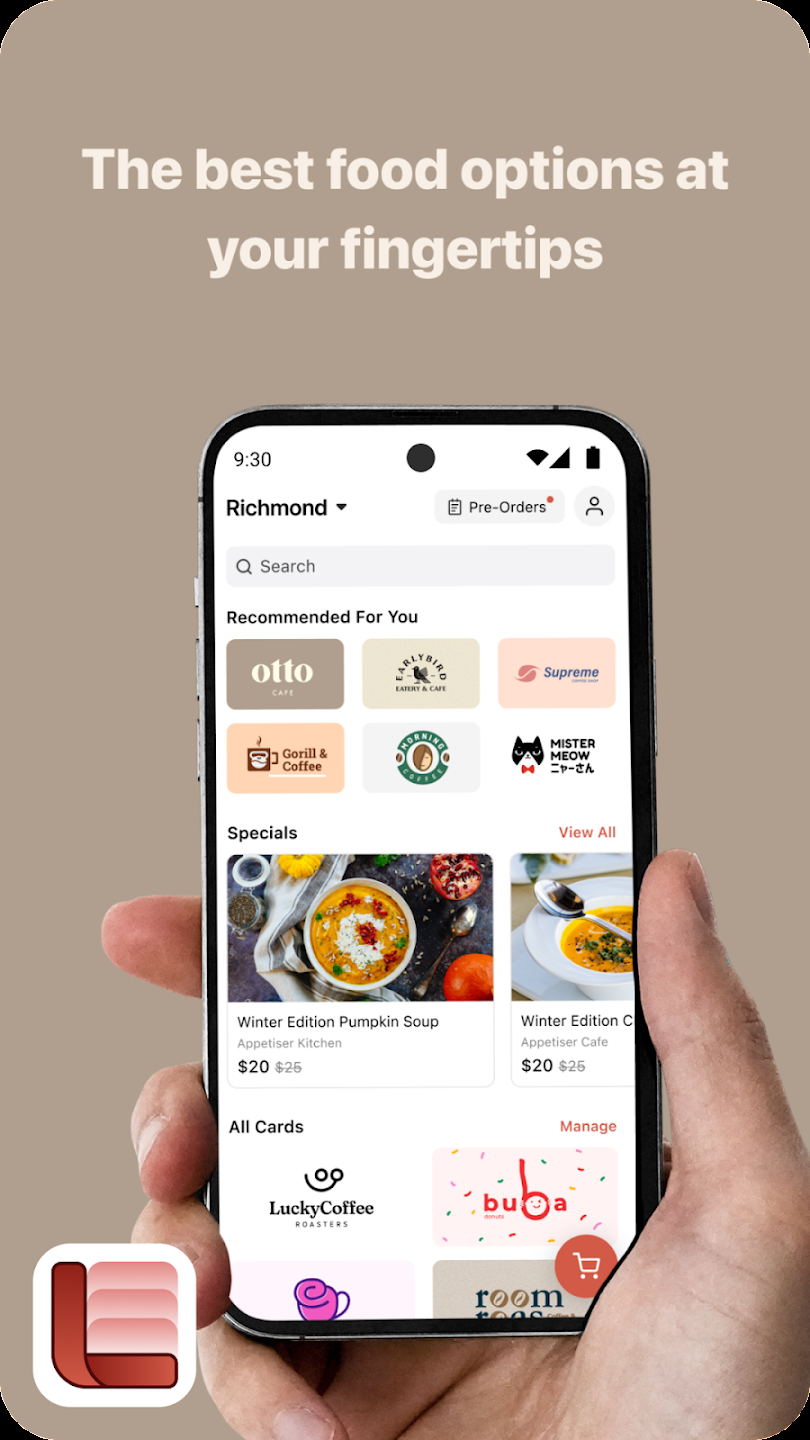 The best food options at
your fingertips
9:30
Richmond
Pre-Orders
Search
Recommended For You
otto
CAFE
EARLYBIRD
EATERY & CAFE
Supreme
COFFEE SHOP
Gorill &
Coffee
MORNING
COFFEE
MISTER
MEOW
ニャーさん
Specials
View All
Winter Edition Pumpkin Soup
Appetiser Kitchen
$20 $25
Winter Edition C
Appetiser Cafe
$20 $25
All Cards
Manage
LuckyCoffee
ROASTERS
buba
donuts
room